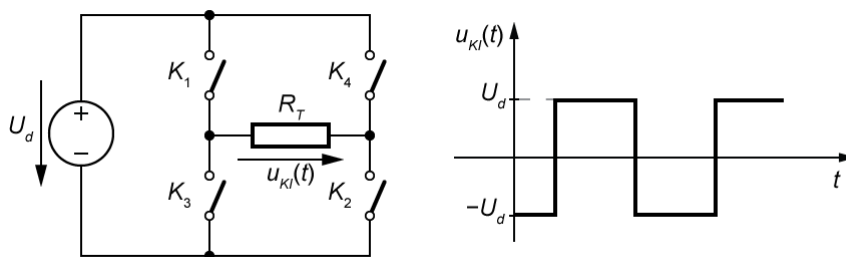 K₁
K₄
R_T
U_d
+
−
u_KI(t)
K₃
K₂
u_KI(t)
U_d
−U_d
t